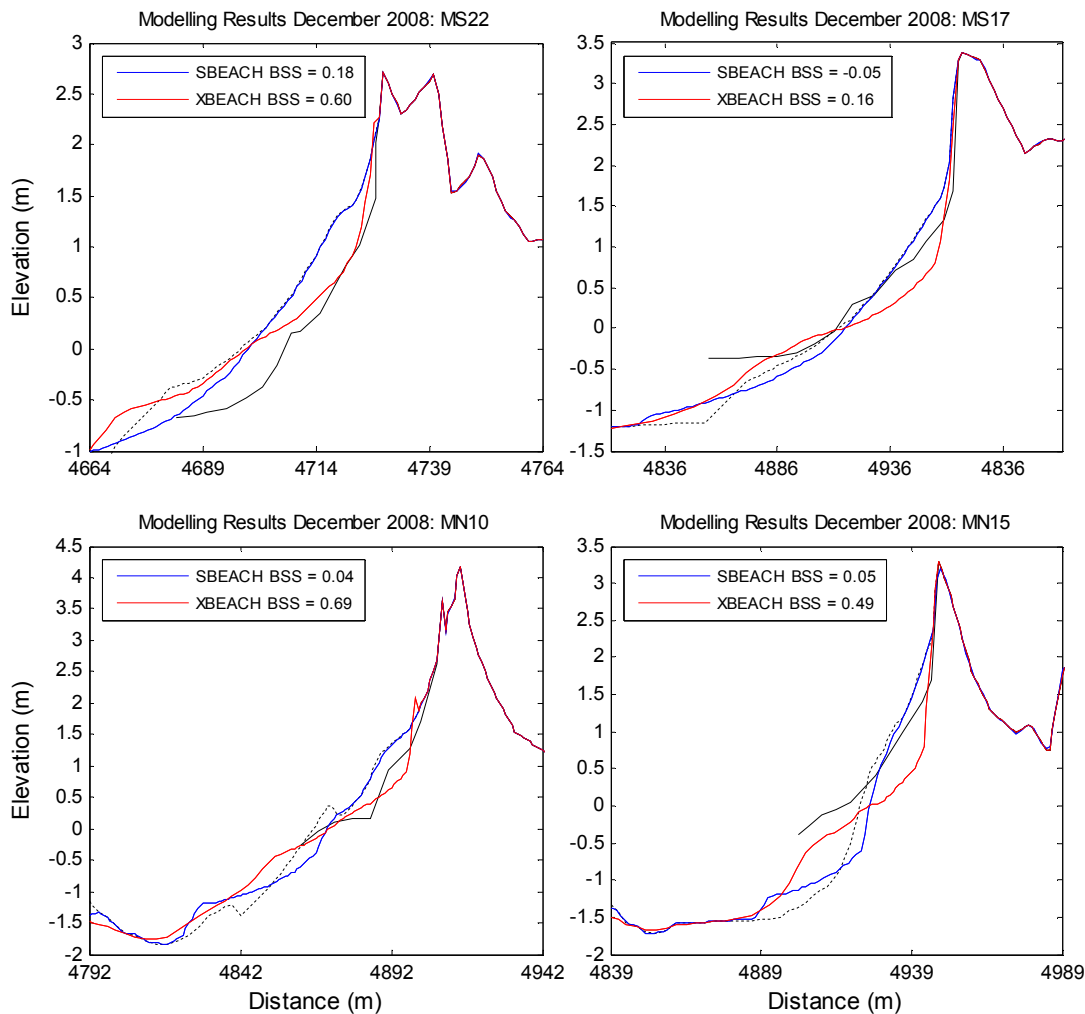 Modelling Results December 2008: MS22
SBEACH BSS = 0.18
XBEACH BSS = 0.60
Elevation (m)
3
2.5
2
1.5
1
0.5
0
-0.5
-1
4664 4689 4714 4739 4764
Modelling Results December 2008: MS17
SBEACH BSS = -0.05
XBEACH BSS = 0.16
3.5
3
2.5
2
1.5
1
0.5
0
-0.5
-1
-1.5
4836 4886 4936 4836
Modelling Results December 2008: MN10
SBEACH BSS = 0.04
XBEACH BSS = 0.69
Elevation (m)
4.5
4
3.5
3
2.5
2
1.5
1
0.5
0
-0.5
-1
-1.5
-2
4792 4842 4892 4942
Distance (m)
Modelling Results December 2008: MN15
SBEACH BSS = 0.05
XBEACH BSS = 0.49
3.5
3
2.5
2
1.5
1
0.5
0
-0.5
-1
-1.5
-2
4839 4889 4939 4989
Distance (m)